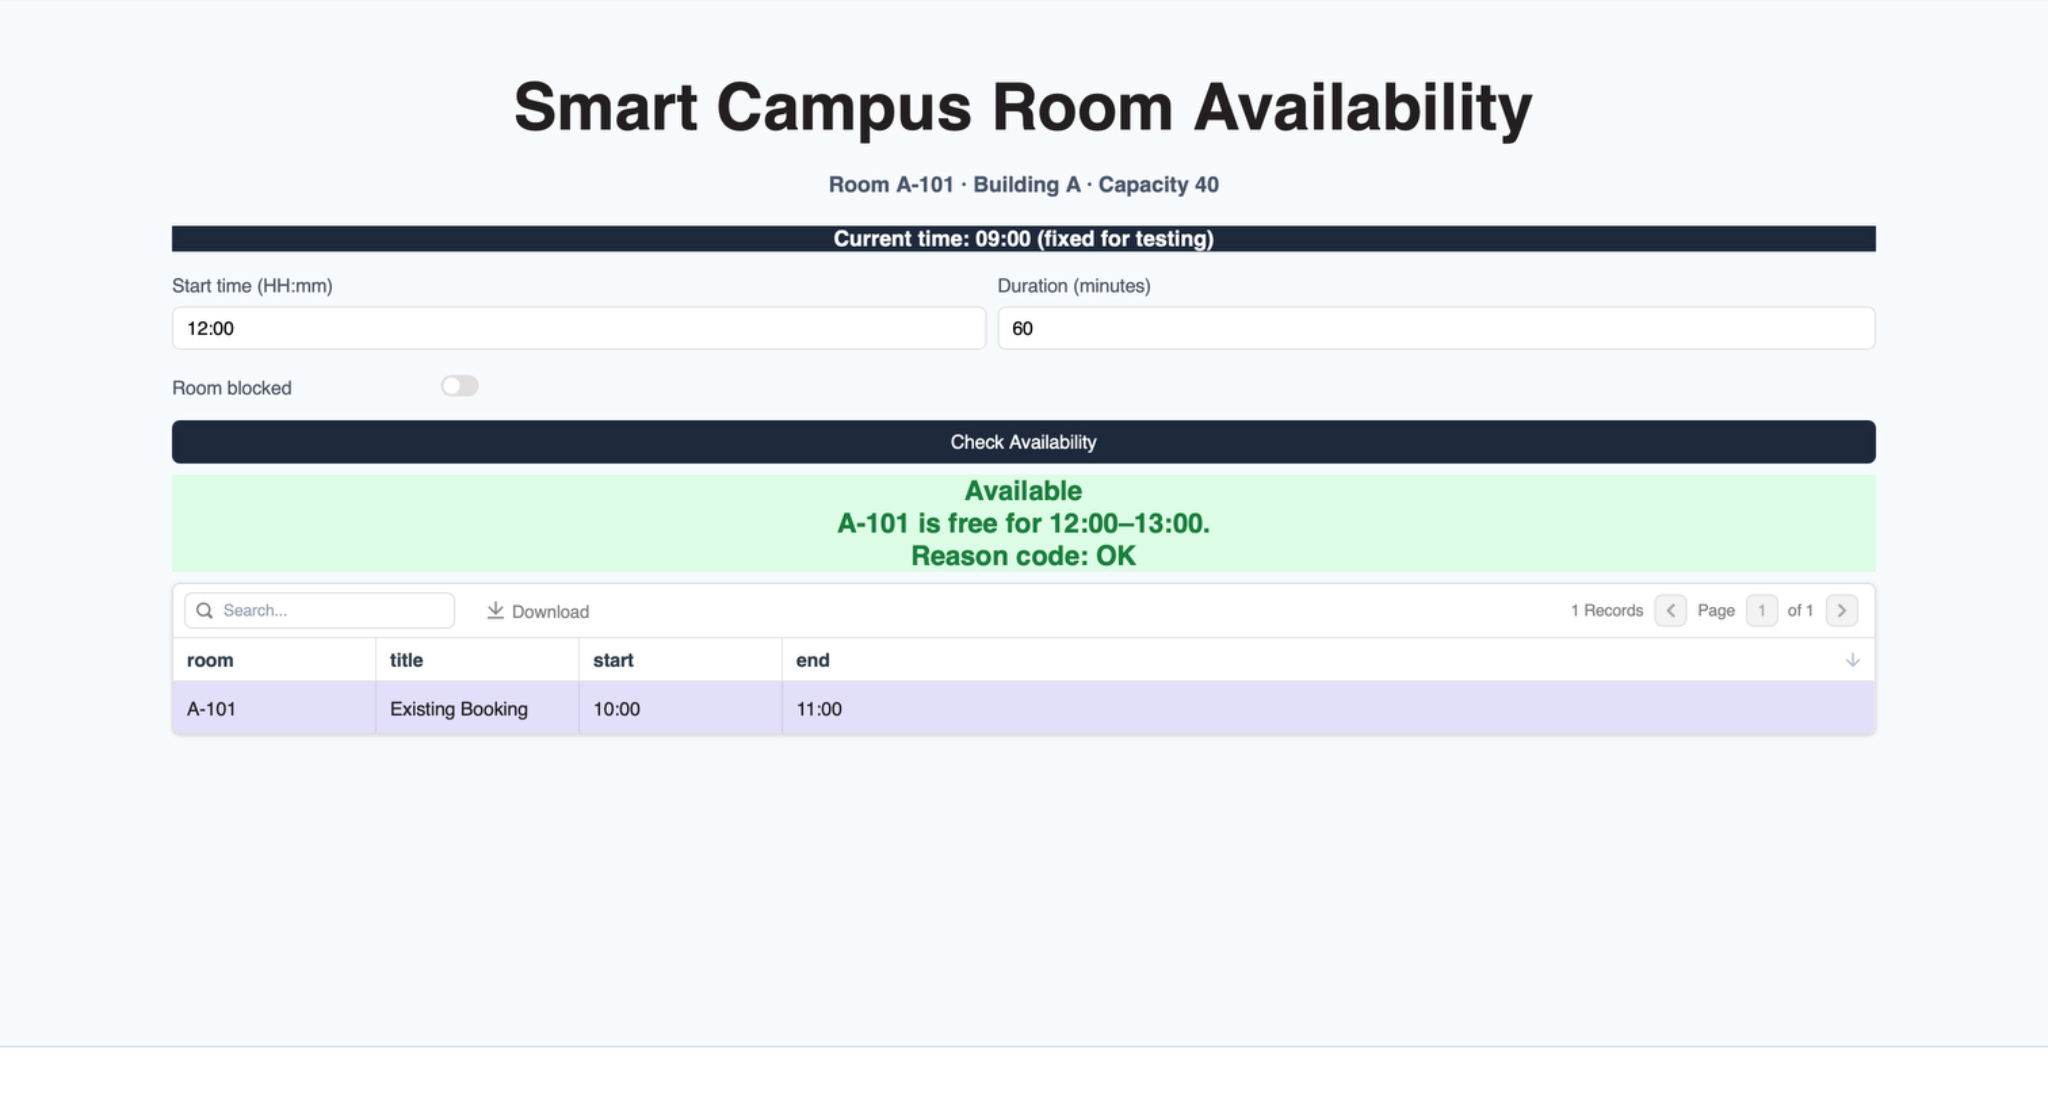 Smart Campus Room Availability
Room A-101 · Building A · Capacity 40
Current time: 09:00 (fixed for testing)
Start time (HH:mm) Duration (minutes)
12:00 60
Room blocked
Check Availability
Available
A-101 is free for 12:00–13:00.
Reason code: OK
Search... Download 1 Records Page 1 of 1
room title start end
A-101 Existing Booking 10:00 11:00